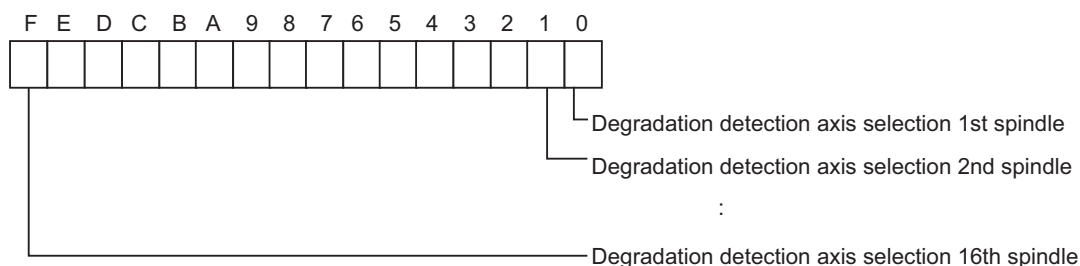 F E D C B A 9 8 7 6 5 4 3 2 1 0
Degradation detection axis selection 1st spindle
Degradation detection axis selection 2nd spindle
:
Degradation detection axis selection 16th spindle